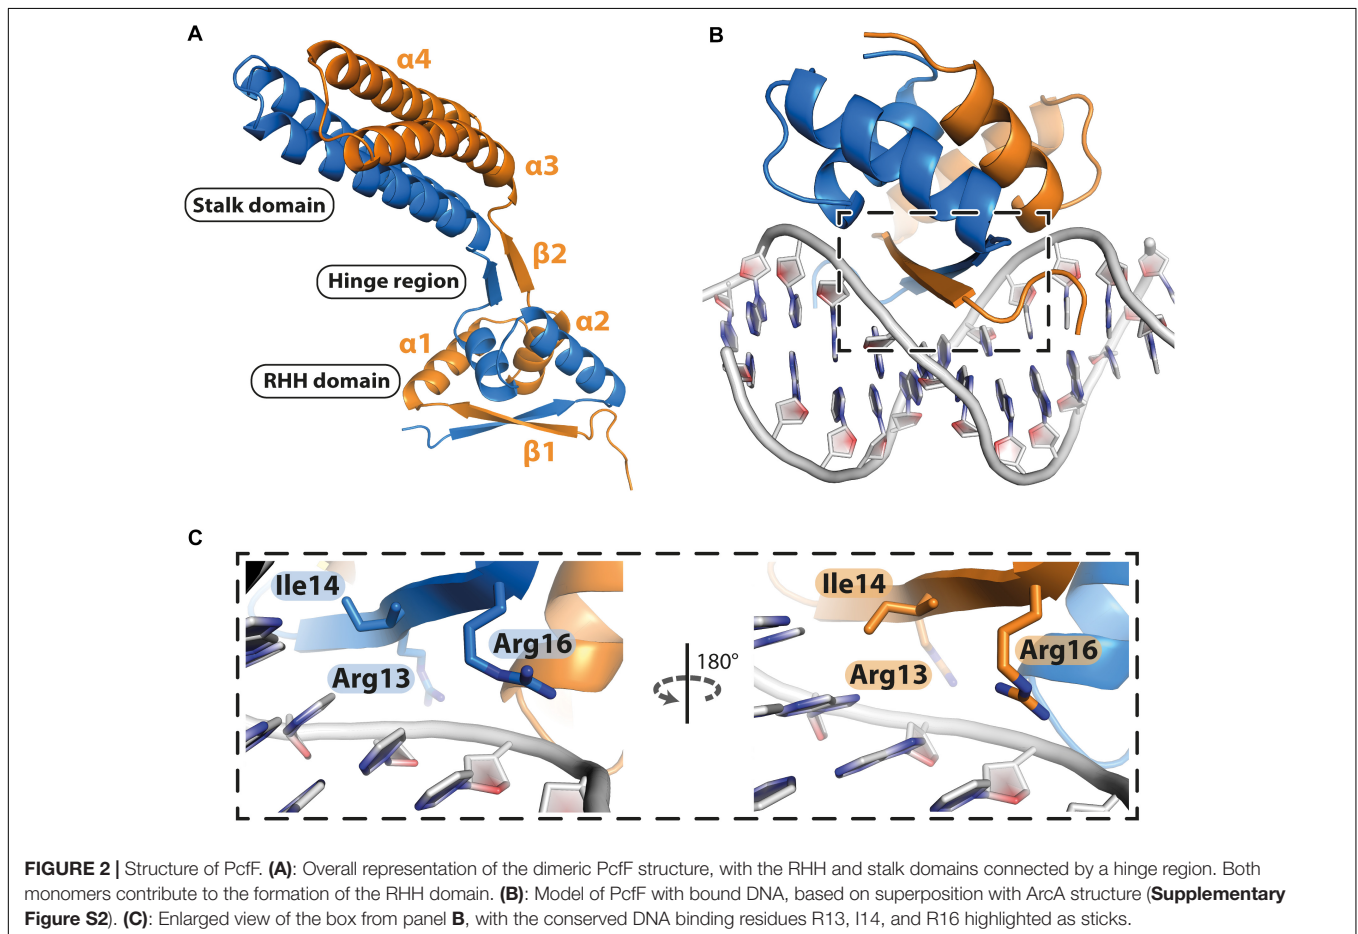 A
α4
α3
Stalk domain
β2
Hinge region
α2
α1
RHH domain
β1
B
C
Ile14
Arg16
Arg13
180°
Ile14
Arg16
Arg13
FIGURE 2 | Structure of PcfF. (A): Overall representation of the dimeric PcfF structure, with the RHH and stalk domains connected by a hinge region. Both
monomers contribute to the formation of the RHH domain. (B): Model of PcfF with bound DNA, based on superposition with ArcA structure (Supplementary
Figure S2). (C): Enlarged view of the box from panel B, with the conserved DNA binding residues R13, I14, and R16 highlighted as sticks.